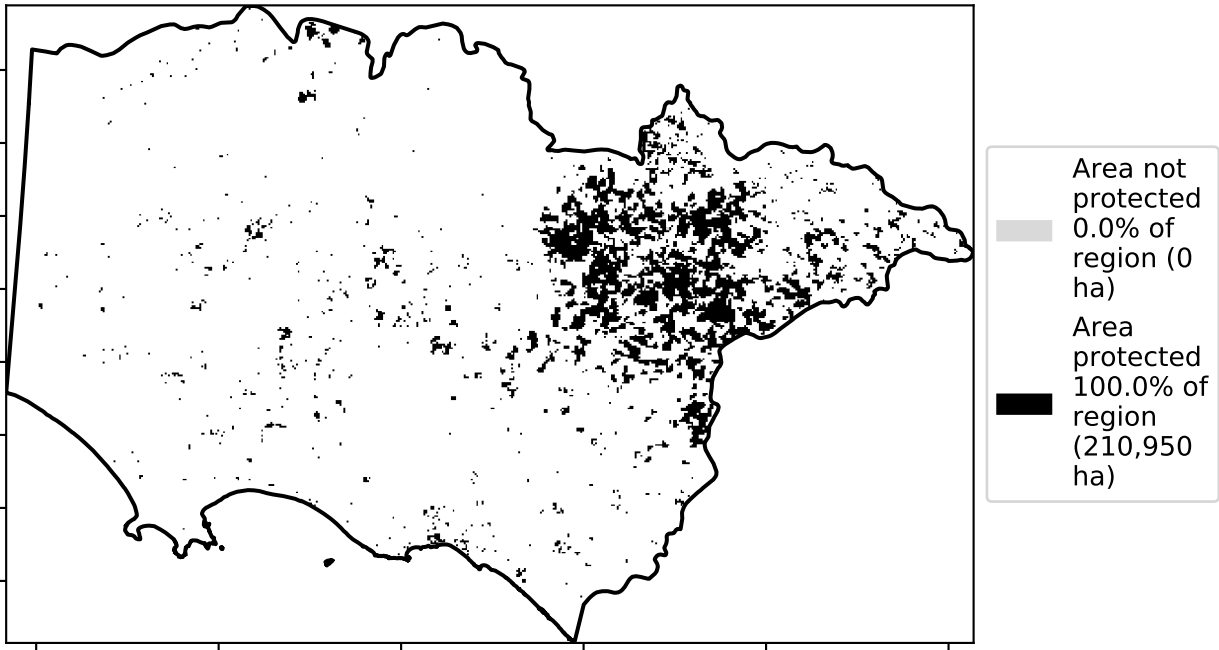 Area not
protected
0.0% of
region (0
ha)
Area
protected
100.0% of
region
(210,950
ha)